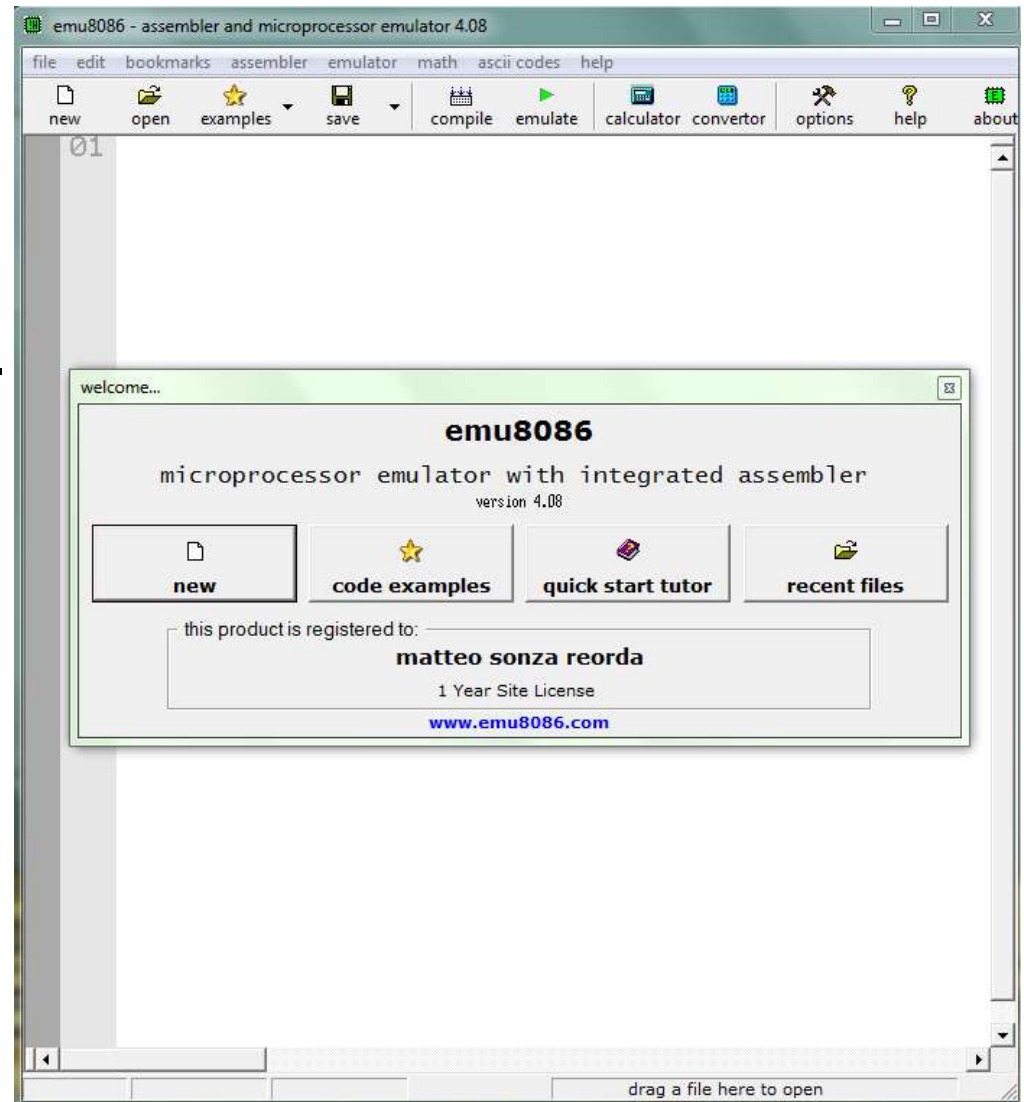 emu8086 - assembler and microprocessor emulator 4.08
file edit bookmarks assembler emulator math ascii codes help
new open examples save compile emulate calculator convertor options help about
01
welcome...
emu8086
microprocessor emulator with integrated assembler
version 4.08
new code examples quick start tutor recent files
this product is registered to:
matteo sonza reorda
1 Year Site License
www.emu8086.com
drag a file here to open